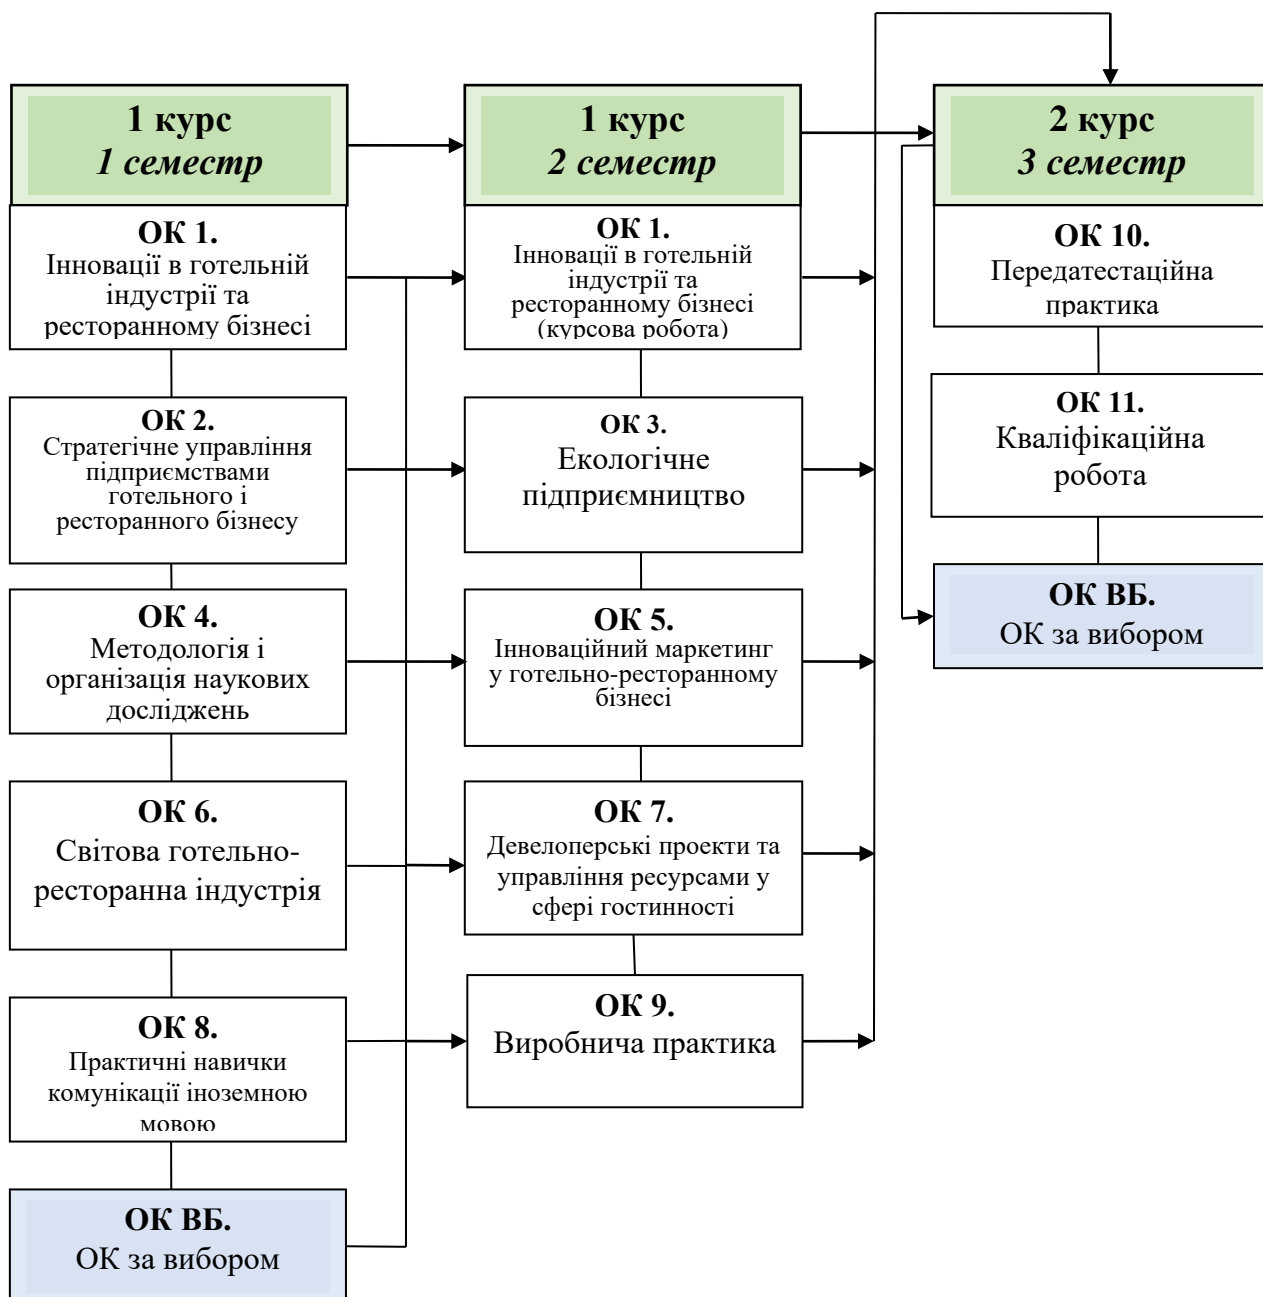 1 курс
1 семестр
ОК 1.
Інновації в готельній
індустрії та
ресторанному бізнесі
ОК 2.
Стратегічне управління
підприємствами
готельного і
ресторанного бізнесу
ОК 4.
Методологія і
організація наукових
досліджень
ОК 6.
Світова готельно-
ресторанна індустрія
ОК 8.
Практичні навички
комунікації іноземною
мовою
ОК ВБ.
ОК за вибором
1 курс
2 семестр
ОК 1.
Інновації в готельній
індустрії та
ресторанному бізнесі
(курсова робота)
ОК 3.
Екологічне
підприємництво
ОК 5.
Інноваційний маркетинг
у готельно-ресторанному
бізнесі
ОК 7.
Девелоперські проекти та
управління ресурсами у
сфері гостинності
ОК 9.
Виробнича практика
2 курс
3 семестр
ОК 10.
Передатестаційна
практика
ОК 11.
Кваліфікаційна
робота
ОК ВБ.
ОК за вибором